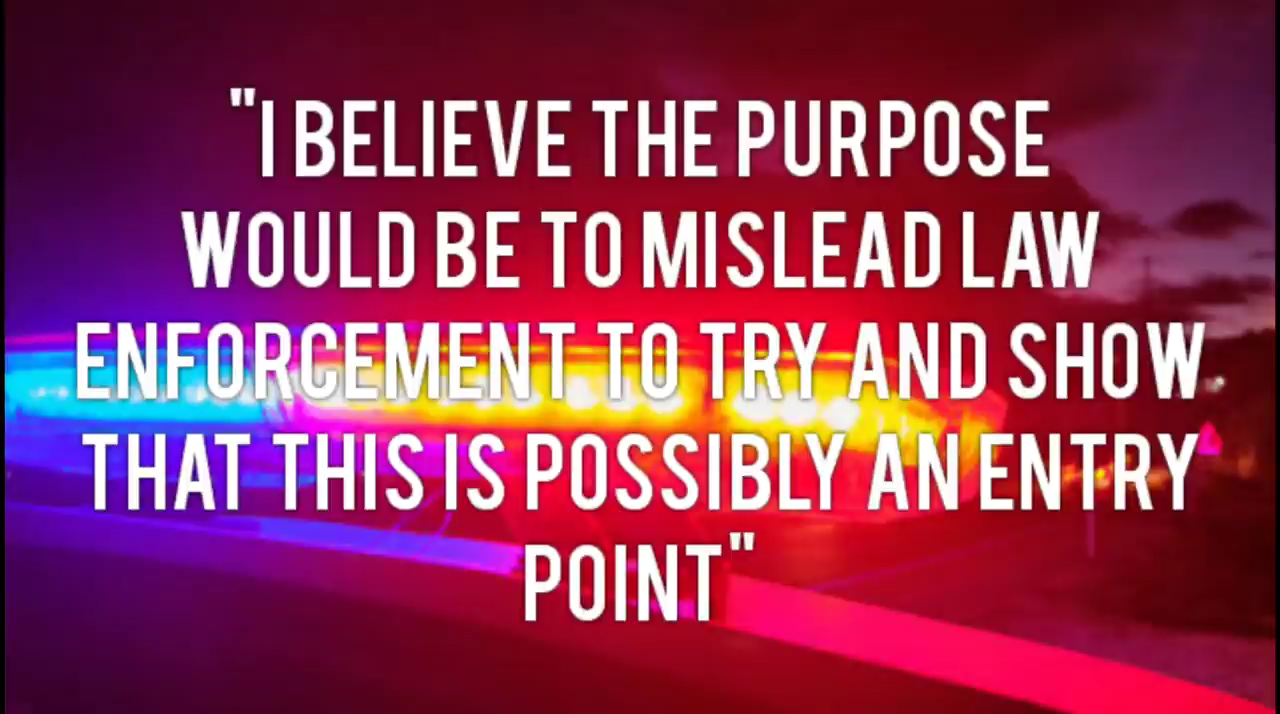 "I BELIEVE THE PURPOSE
WOULD BE TO MISLEAD LAW
ENFORCEMENT TO TRY AND SHOW
THAT THIS IS POSSIBLY AN ENTRY
POINT"